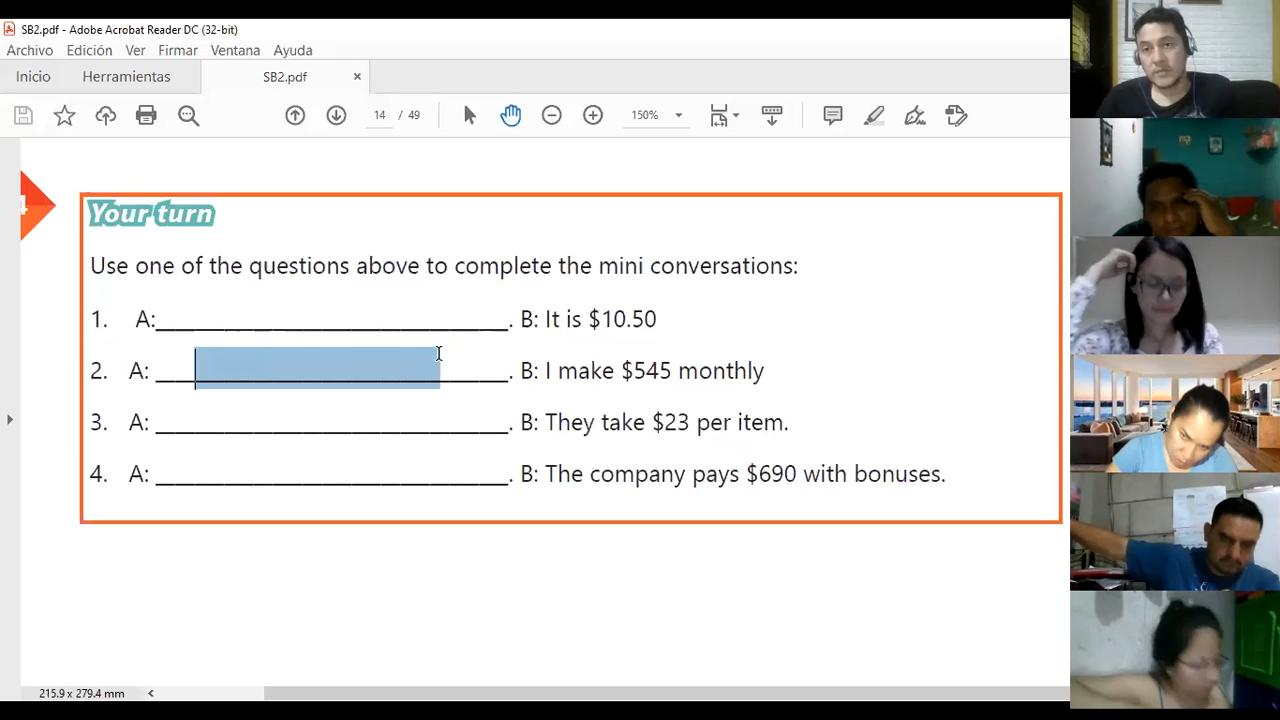 SB2.pdf - Adobe Acrobat Reader DC (32-bit)
Archivo Edición Ver Firmar Ventana Ayuda
Inicio Herramientas SB2.pdf ×
14 / 49 150%
4
Your turn
Use one of the questions above to complete the mini conversations:
1. A:______________________________. B: It is $10.50
2. A: ______________________________. B: I make $545 monthly
3. A: ______________________________. B: They take $23 per item.
4. A: ______________________________. B: The company pays $690 with bonuses.
215.9 x 279.4 mm